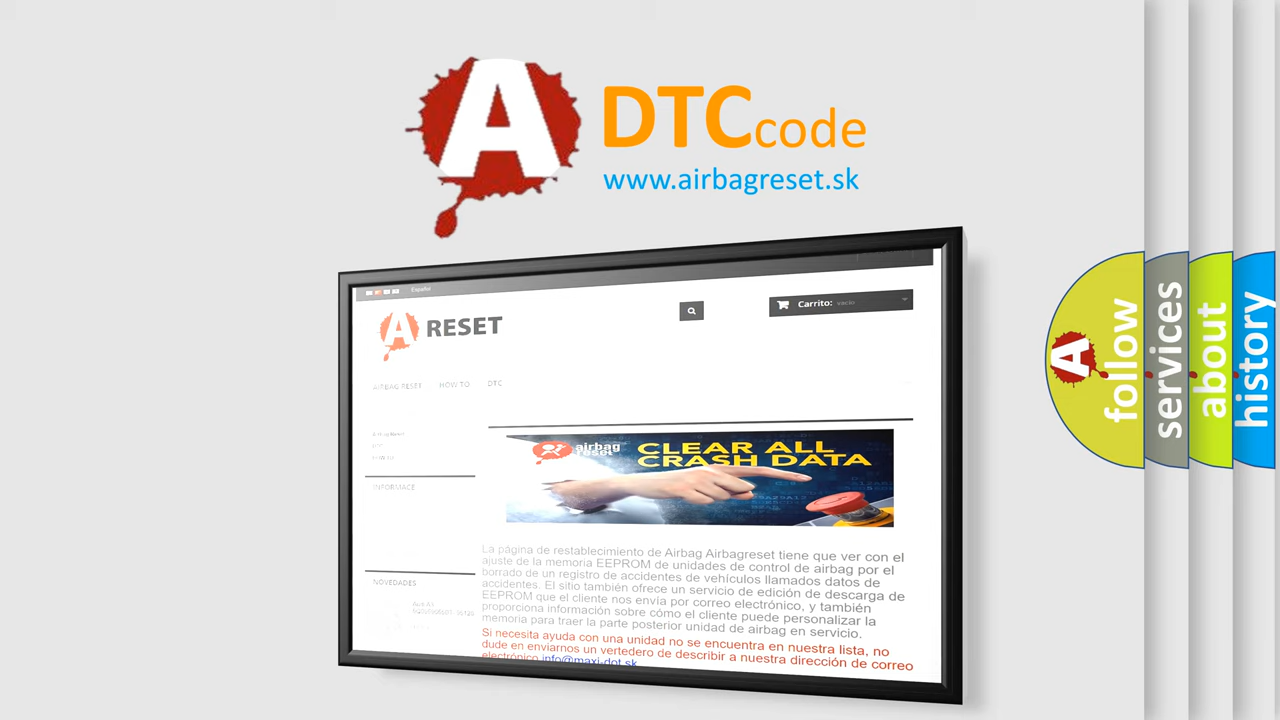 A
DTCcode
www.airbagreset.sk
Español
A RESET
Carrito: vacío
AIRBAG RESET HOW TO DTC
INFORMACE
NOVEDADES
airbag
reset
CLEAR ALL
CRASH DATA
La página de restablecimiento de Airbag Airbagreset tiene que ver con el
ajuste de la memoria EEPROM de unidades de control de airbag por el
borrado de un registro de accidentes de vehículos llamados datos de
accidentes. El sitio también ofrece un servicio de edición de descarga de
EEPROM que el cliente nos envía por correo electrónico, y también
proporciona información sobre cómo el cliente puede personalizar la
memoria para traer la parte posterior unidad de airbag en servicio.
Si necesita ayuda con una unidad no se encuentra en nuestra lista, no
dude en enviarnos un vertedero de describir a nuestra dirección de correo
electrónico info@maxi-dot.sk
A
follow
services
about
history